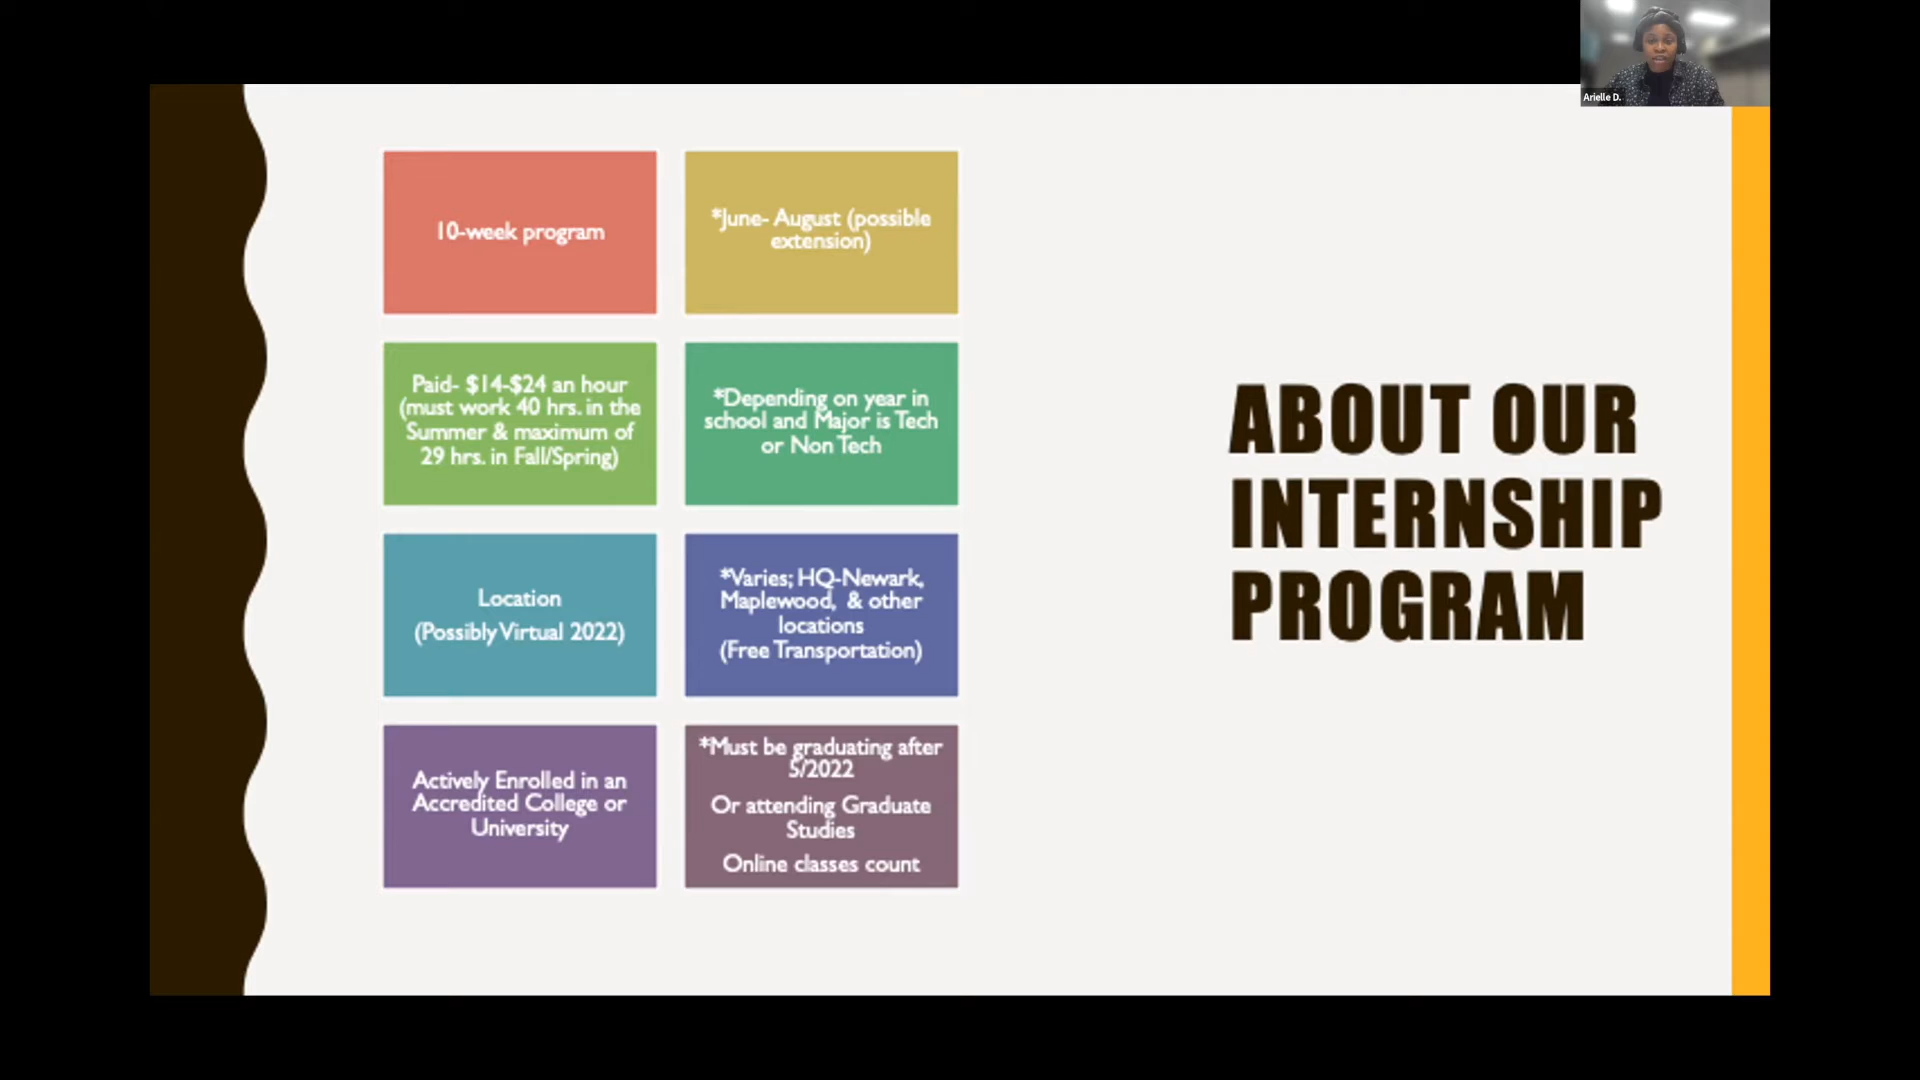 Arielle D.
10-week program
*June- August (possible
extension)
Paid- $14-$24 an hour
(must work 40 hrs. in the
Summer & maximum of
29 hrs. in Fall/Spring)
*Depending on year in
school and Major is Tech
or Non Tech
Location
(Possibly Virtual 2022)
*Varies; HQ-Newark,
Maplewood, & other
locations
(Free Transportation)
Actively Enrolled in an
Accredited College or
University
*Must be graduating after
5/2022
Or attending Graduate
Studies
Online classes count
ABOUT OUR
INTERNSHIP
PROGRAM